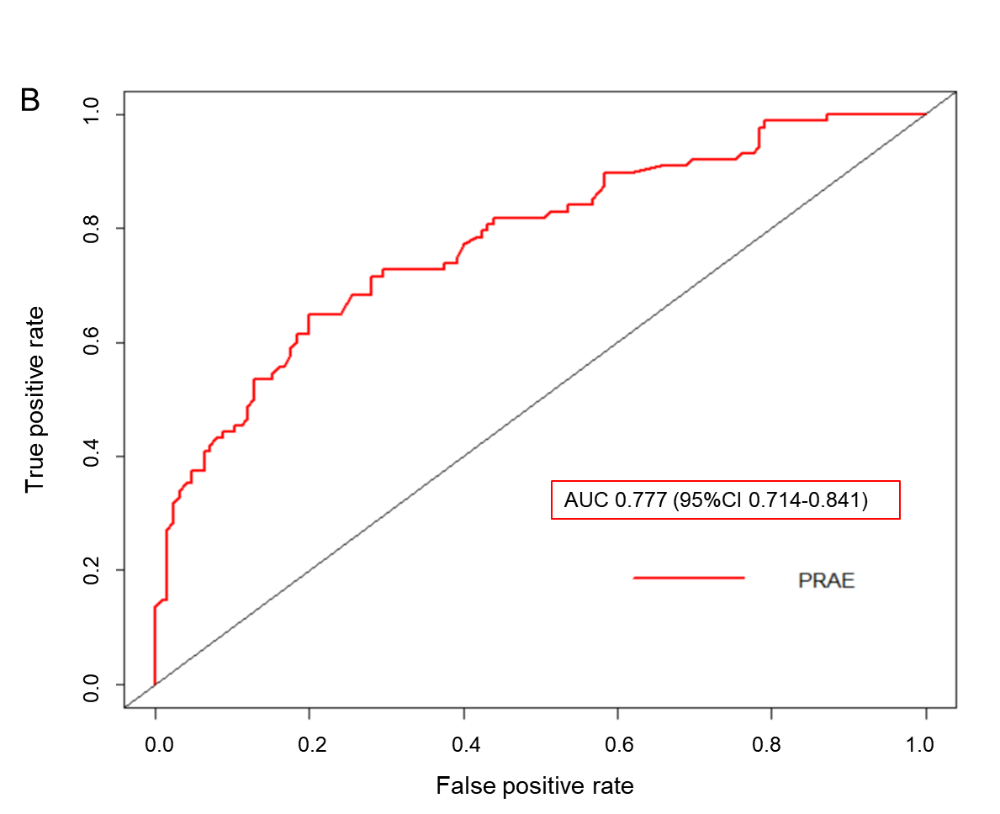 B
1.0
0.8
0.6
0.4
0.2
0.0
True positive rate
AUC 0.777 (95%CI 0.714-0.841)
PRAE
0.0 0.2 0.4 0.6 0.8 1.0
False positive rate